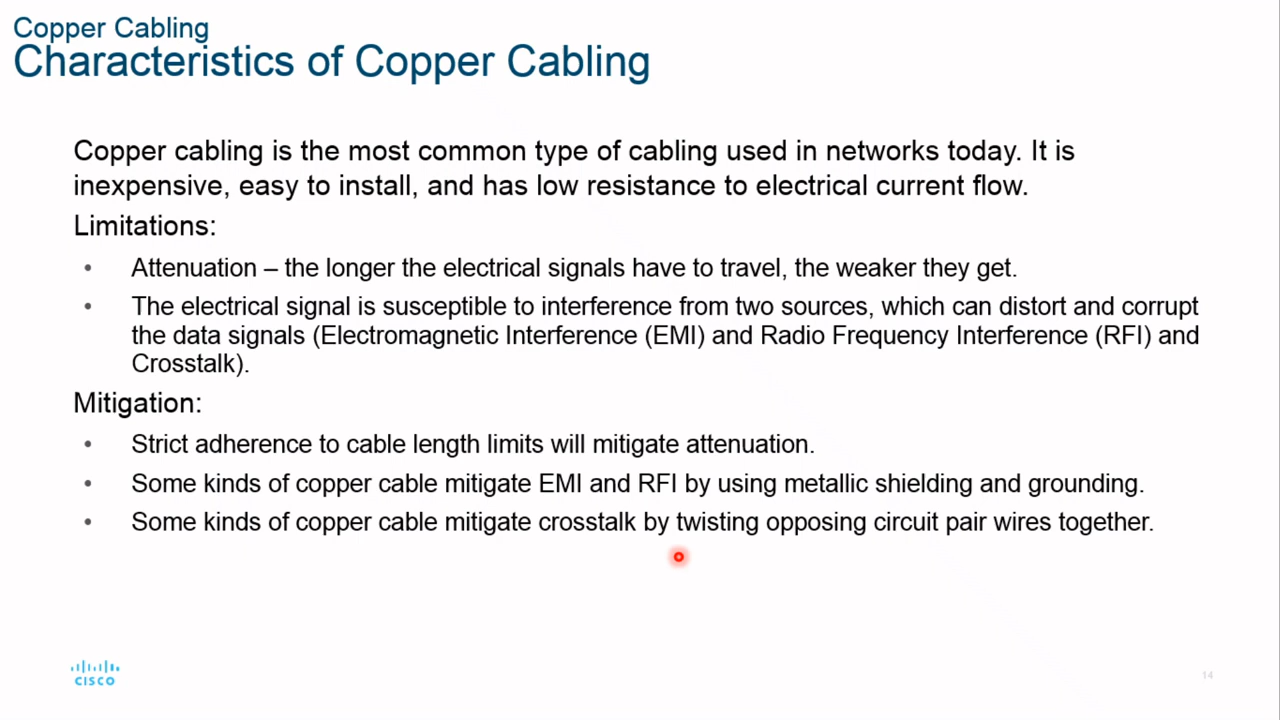 Copper Cabling
Characteristics of Copper Cabling
Copper cabling is the most common type of cabling used in networks today. It is
inexpensive, easy to install, and has low resistance to electrical current flow.
Limitations:
• Attenuation – the longer the electrical signals have to travel, the weaker they get.
• The electrical signal is susceptible to interference from two sources, which can distort and corrupt
the data signals (Electromagnetic Interference (EMI) and Radio Frequency Interference (RFI) and
Crosstalk).
Mitigation:
• Strict adherence to cable length limits will mitigate attenuation.
• Some kinds of copper cable mitigate EMI and RFI by using metallic shielding and grounding.
• Some kinds of copper cable mitigate crosstalk by twisting opposing circuit pair wires together.
CISCO
14